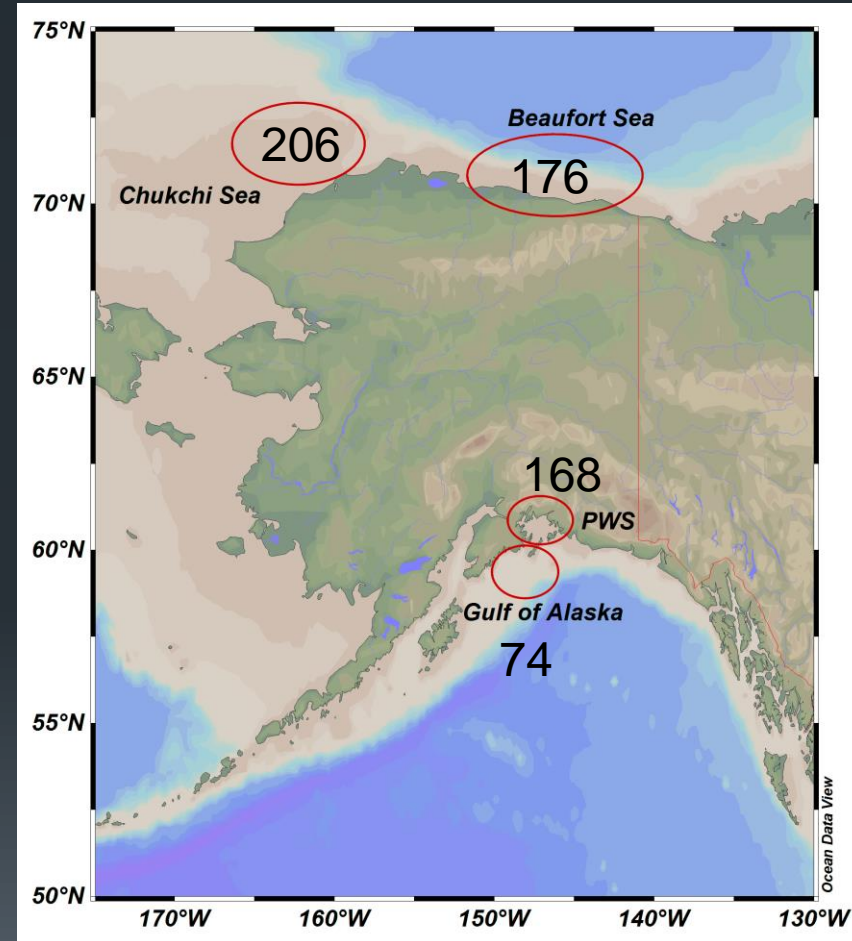 75°N
Beaufort Sea
206
176
Chukchi Sea
70°N
65°N
168
PWS
60°N
Gulf of Alaska
74
55°N
Ocean Data View
50°N
170°W 160°W 150°W 140°W 130°W